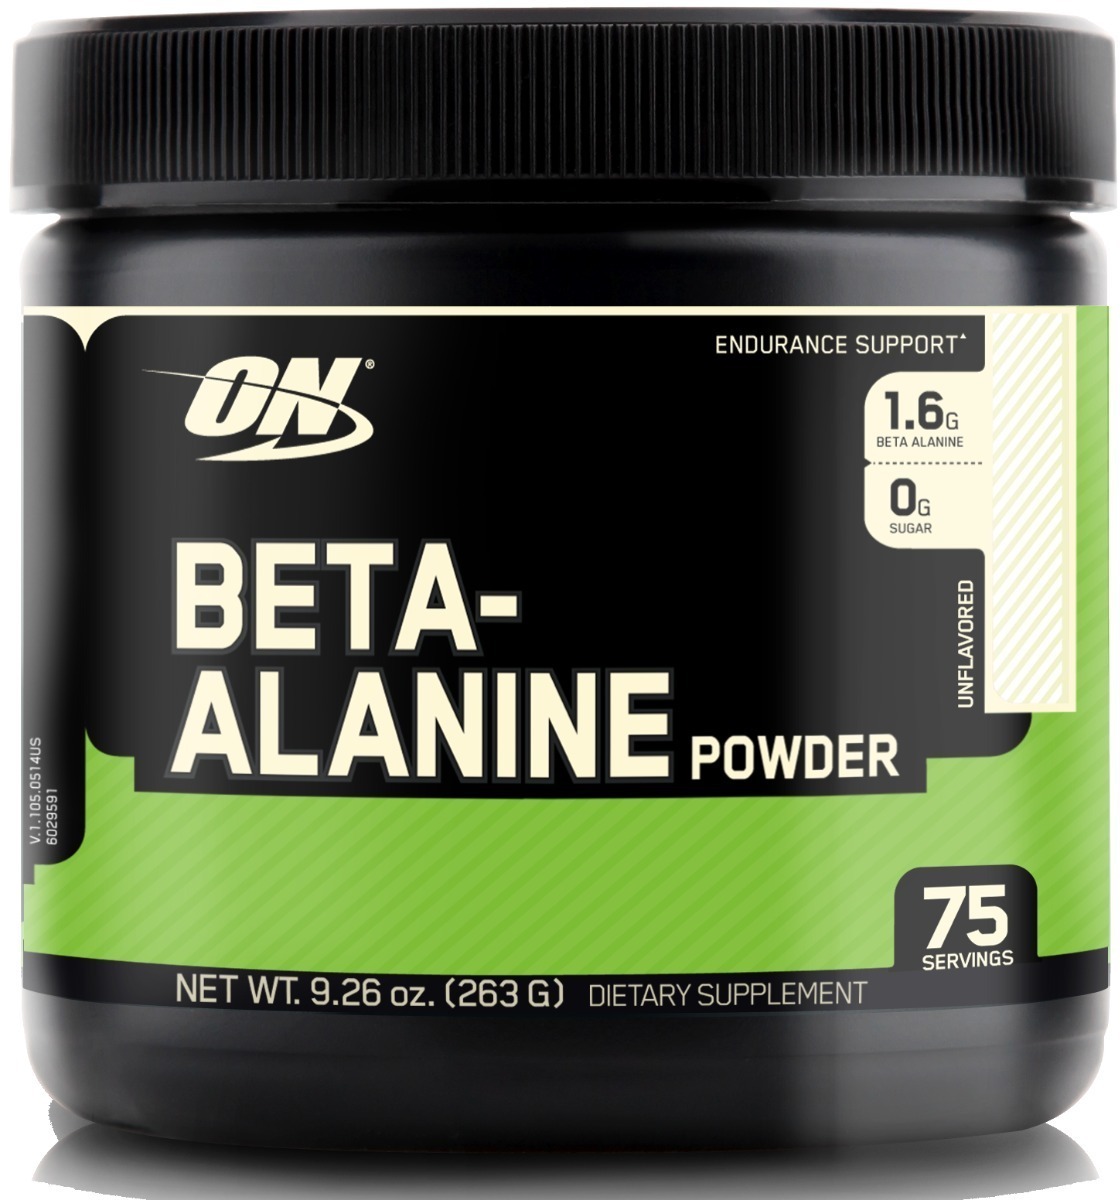 ON®
ENDURANCE SUPPORT▲
1.6G
BETA ALANINE
0G
SUGAR
UNFLAVORED
BETA-
ALANINE POWDER
V.1.105.0514US
6029591
75
SERVINGS
NET WT. 9.26 oz. (263 G) DIETARY SUPPLEMENT